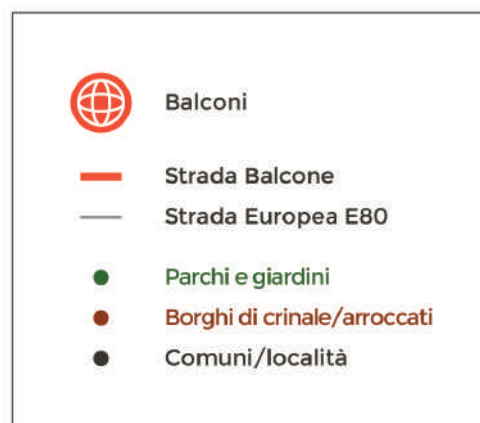 Balconi
Strada Balcone
Strada Europea E80
Parchi e giardini
Borghi di crinale/arroccati
Comuni/località